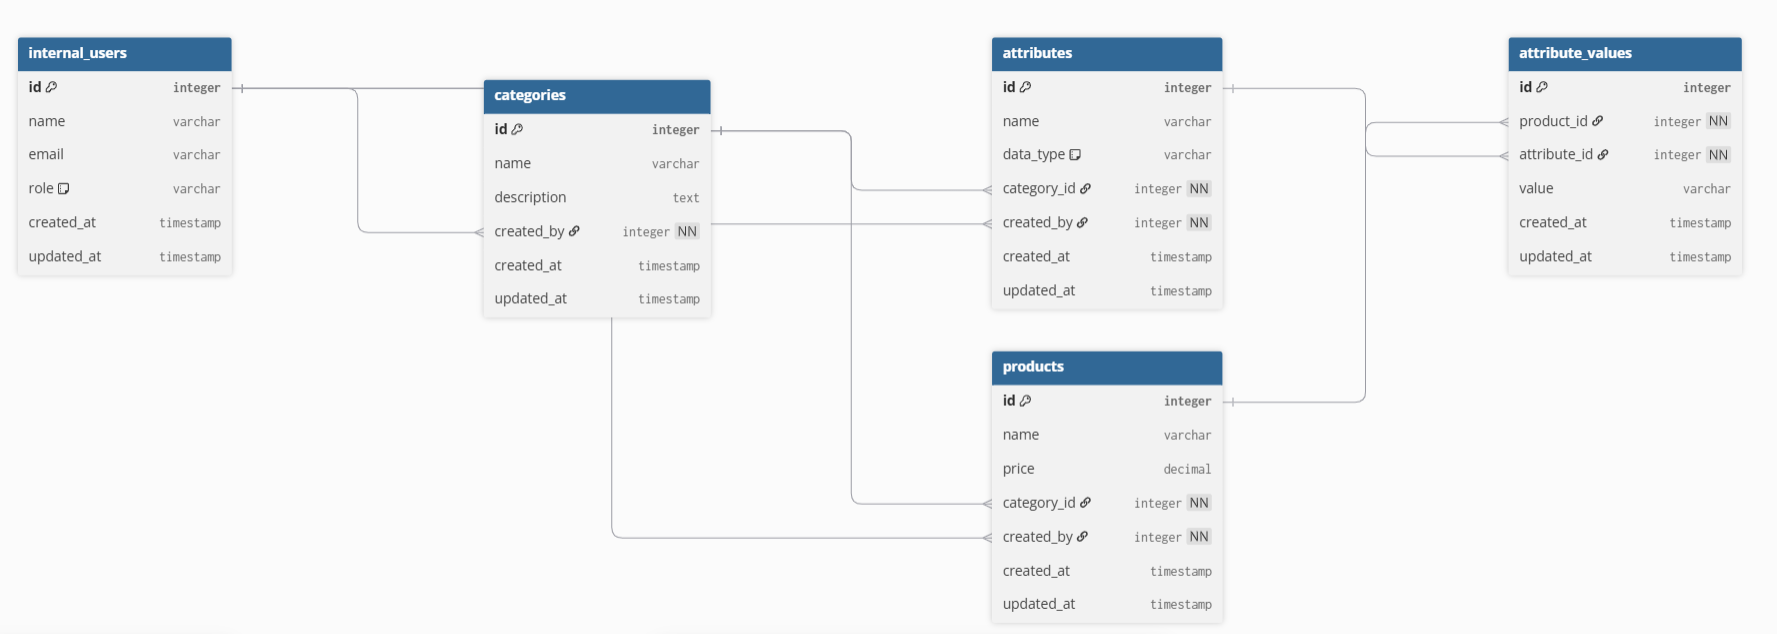 internal_users
id integer
name varchar
email varchar
role varchar
created_at timestamp
updated_at timestamp
categories
id integer
name varchar
description text
created_by integer NN
created_at timestamp
updated_at timestamp
attributes
id integer
name varchar
data_type varchar
category_id integer NN
created_by integer NN
created_at timestamp
updated_at timestamp
products
id integer
name varchar
price decimal
category_id integer NN
created_by integer NN
created_at timestamp
updated_at timestamp
attribute_values
id integer
product_id integer NN
attribute_id integer NN
value varchar
created_at timestamp
updated_at timestamp